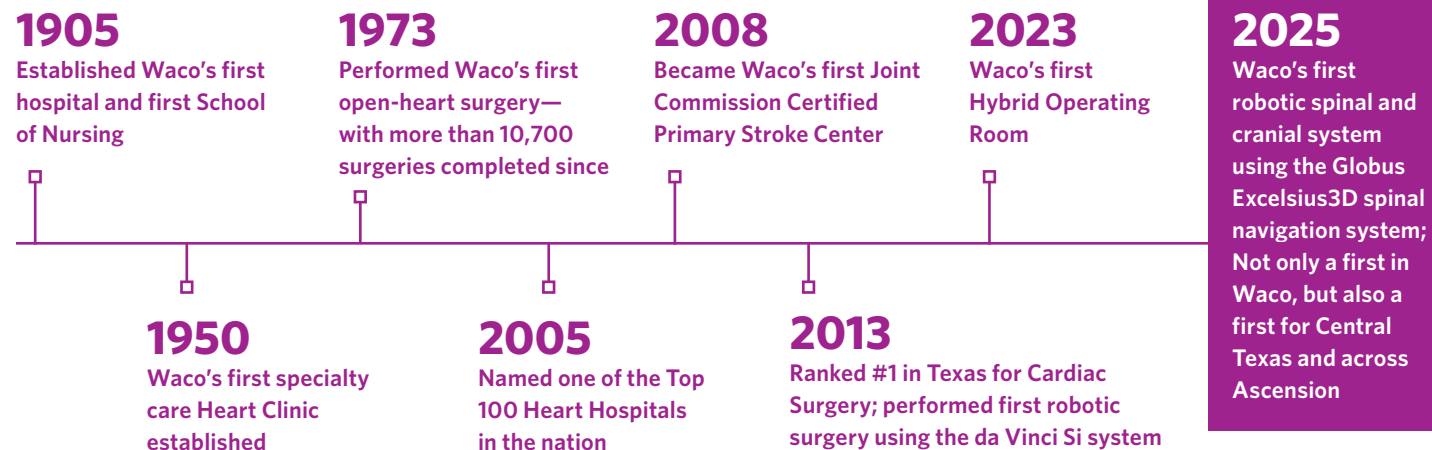 1905
Established Waco's first
hospital and first School
of Nursing
1950
Waco's first specialty
care Heart Clinic
established
1973
Performed Waco's first
open-heart surgery—
with more than 10,700
surgeries completed since
2005
Named one of the Top
100 Heart Hospitals
in the nation
2008
Became Waco's first Joint
Commission Certified
Primary Stroke Center
2013
Ranked #1 in Texas for Cardiac
Surgery; performed first robotic
surgery using the da Vinci Si system
2023
Waco's first
Hybrid Operating
Room
2025
Waco's first
robotic spinal and
cranial system
using the Globus
Excelsius3D spinal
navigation system;
Not only a first in
Waco, but also a
first for Central
Texas and across
Ascension